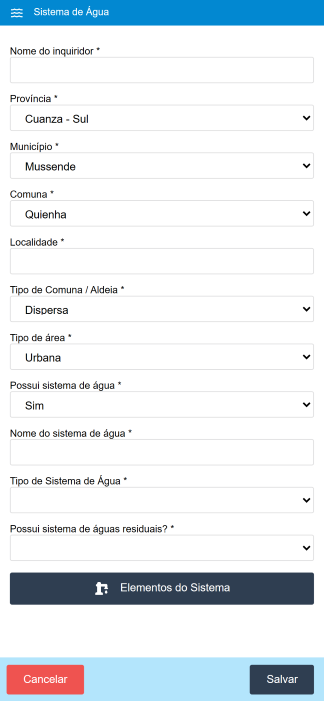 Sistema de Água
Nome do inquiridor *
Província *
Cuanza - Sul
Município *
Mussende
Comuna *
Quienha
Localidade *
Tipo de Comuna / Aldeia *
Dispersa
Tipo de área *
Urbana
Possui sistema de água *
Sim
Nome do sistema de água *
Tipo de Sistema de Água *
Possui sistema de águas residuais? *
Elementos do Sistema
Cancelar
Salvar